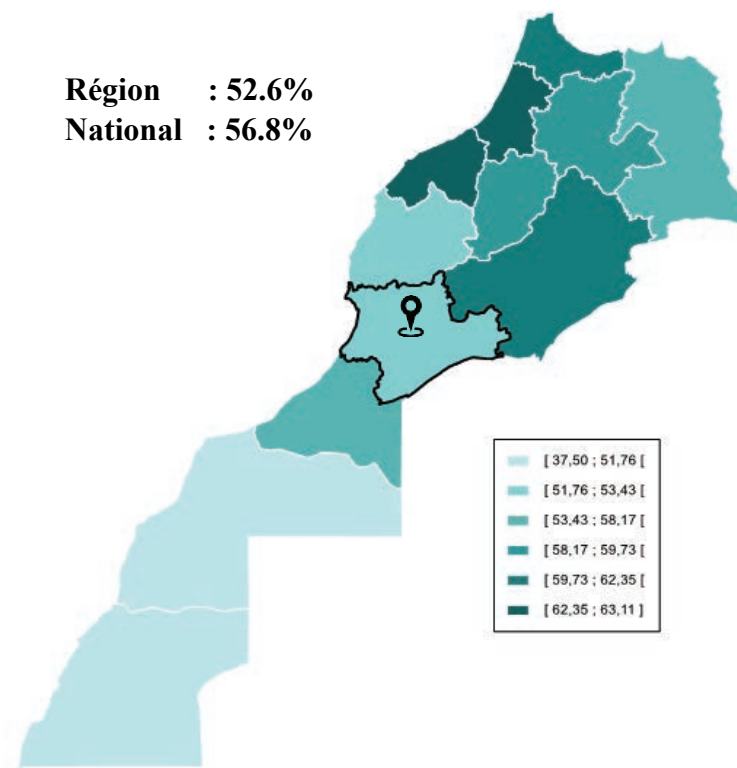 Région : 52.6%
National : 56.8%
[ 37,50 ; 51,76 [
[ 51,76 ; 53,43 [
[ 53,43 ; 58,17 [
[ 58,17 ; 59,73 [
[ 59,73 ; 62,35 [
[ 62,35 ; 63,11 ]